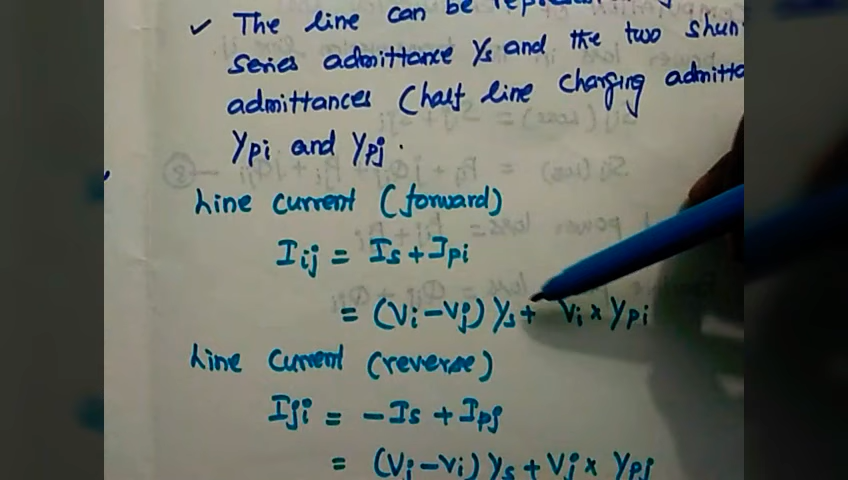 ✓ The line can be
series admittance Ys and the two shun
admittances (half line charging admitta
Ypi and Ypj.
Line current (forward)
Iij = Is + Ipi
= (Vi-Vj) Ys + Vi × Ypi
Line current (reverse)
Iji = -Is + Ipj
= (Vj-Vi) Ys + Vj × Ypj